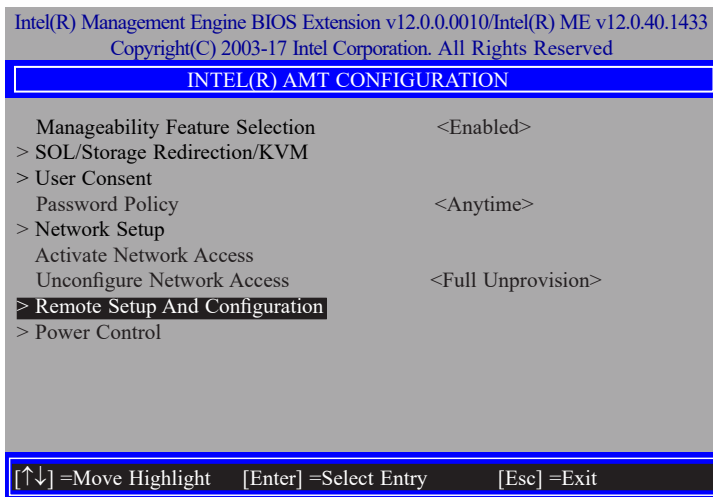 Intel(R) Management Engine BIOS Extension v12.0.0.0010/Intel(R) ME v12.0.40.1433
Copyright(C) 2003-17 Intel Corporation. All Rights Reserved
INTEL(R) AMT CONFIGURATION
Manageability Feature Selection <Enabled>
> SOL/Storage Redirection/KVM
> User Consent
Password Policy <Anytime>
> Network Setup
Activate Network Access
Unconfigure Network Access <Full Unprovision>
> Remote Setup And Configuration
> Power Control
[↑↓] =Move Highlight [Enter] =Select Entry [Esc] =Exit